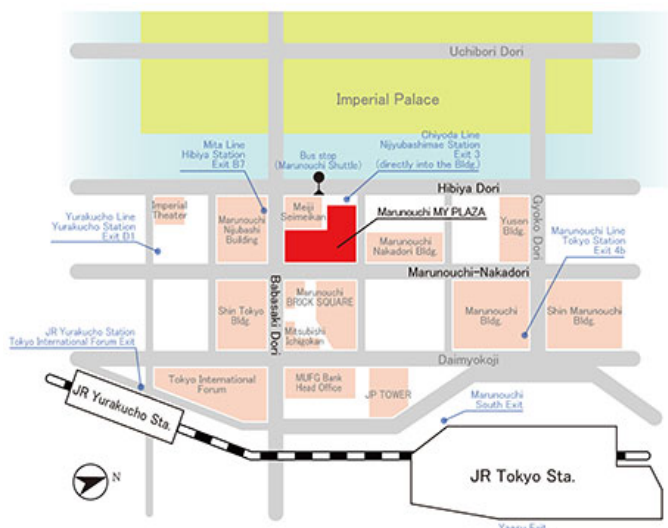 Uchibori Dori
Imperial Palace
Mita Line
Hibiya Station
Exit B7
Bus stop
(Marunouchi Shuttle)
Chiyoda Line
Nijyubashimae Station
Exit 3
(directly into the Bldg.)
Hibiya Dori
Imperial
Theater
Marunouchi
Nijubashi
Building
Meiji
Seimeikan
Marunouchi MY PLAZA
Marunouchi
Nakadori Bldg.
Yusen
Bldg.
Gyoko Dori
Yurakucho Line
Yurakucho Station
Exit D1
Marunouchi Line
Tokyo Station
Exit 4b
Marunouchi-Nakadori
Babasaki Dori
Shin Tokyo
Bldg.
Marunouchi
BRICK SQUARE
Mitsubishi
Ichigokan
Marunouchi
Bldg.
Shin Marunouchi
Bldg.
JR Yurakucho Station
Tokyo International Forum Exit
Daimyokoji
Tokyo International
Forum
MUFG Bank
Head Office
JP TOWER
Marunouchi
South Exit
JR Yurakucho Sta.
JR Tokyo Sta.
N